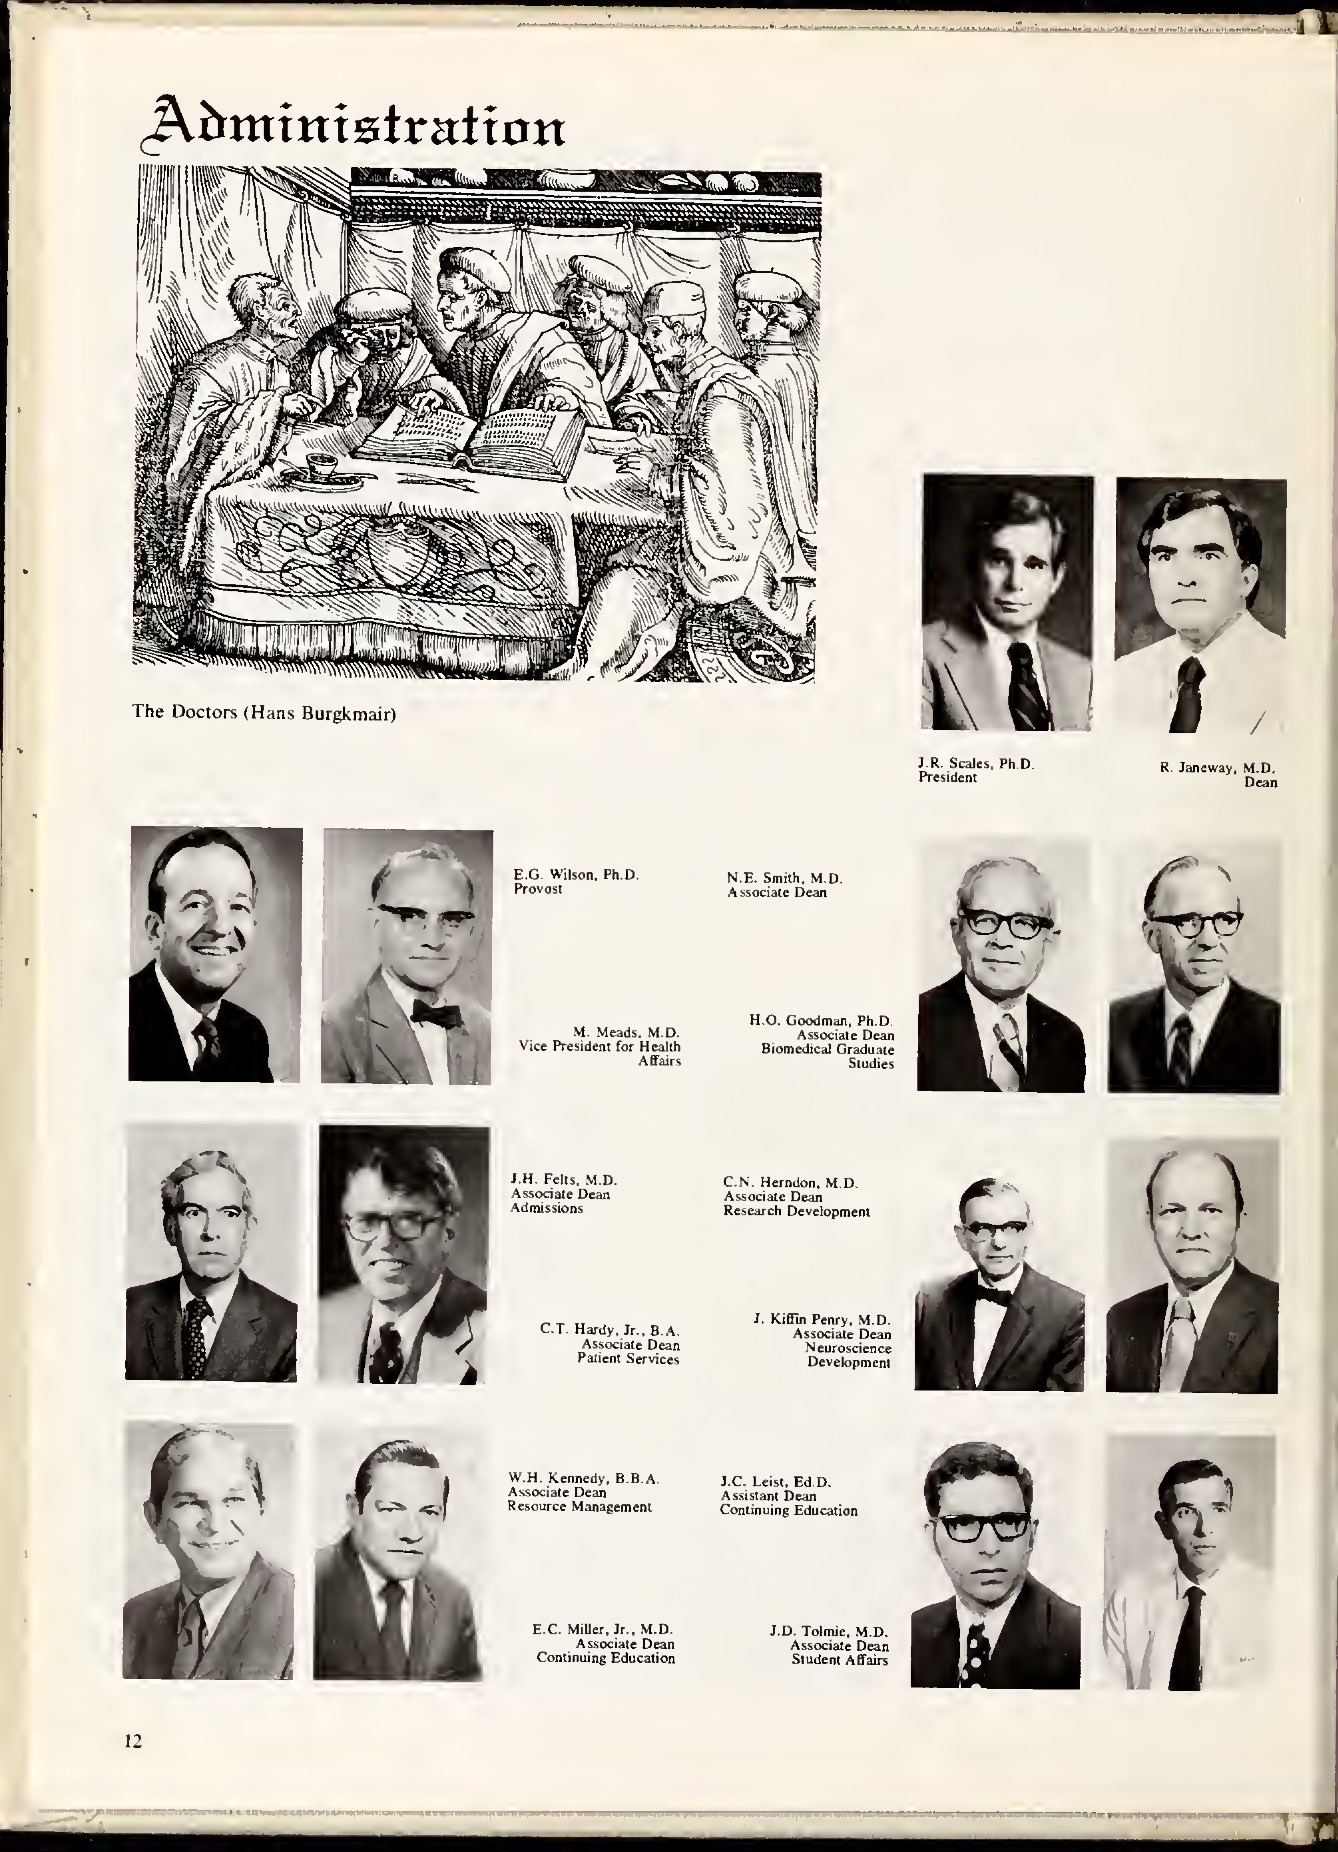 Administration
The Doctors (Hans Burgkmair)
J.R. Scales, Ph.D.
President
R. Janeway, M.D.
Dean
E.G. Wilson, Ph.D.
Provost
M. Meads, M.D.
Vice President for Health
Affairs
N.E. Smith, M.D.
Associate Dean
H.O. Goodman, Ph.D.
Associate Dean
Biomedical Graduate
Studies
J.H. Felts, M.D.
Associate Dean
Admissions
C.T. Hardy, Jr., B.A.
Associate Dean
Patient Services
C.N. Herndon, M.D.
Associate Dean
Research Development
J. Kiffin Penry, M.D.
Associate Dean
Neuroscience
Development
W.H. Kennedy, B.B.A.
Associate Dean
Resource Management
E.C. Miller, Jr., M.D.
Associate Dean
Continuing Education
J.C. Leist, Ed.D.
Assistant Dean
Continuing Education
J.D. Tolmie, M.D.
Associate Dean
Student Affairs
12